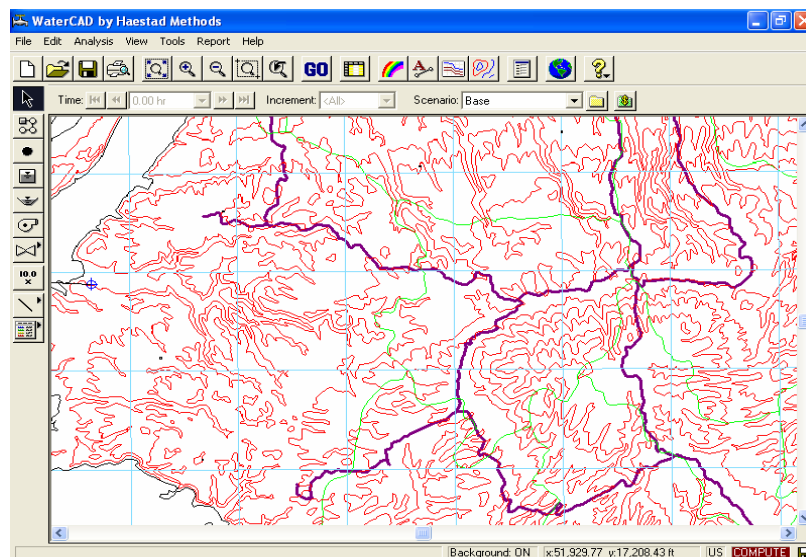 WaterCAD by Haestad Methods
File Edit Analysis View Tools Report Help
GO
Time: 0.00 hr Increment: <All> Scenario: Base
10.0
Background: ON x:51,929.77 y:17,208.43 ft US COMPUTE